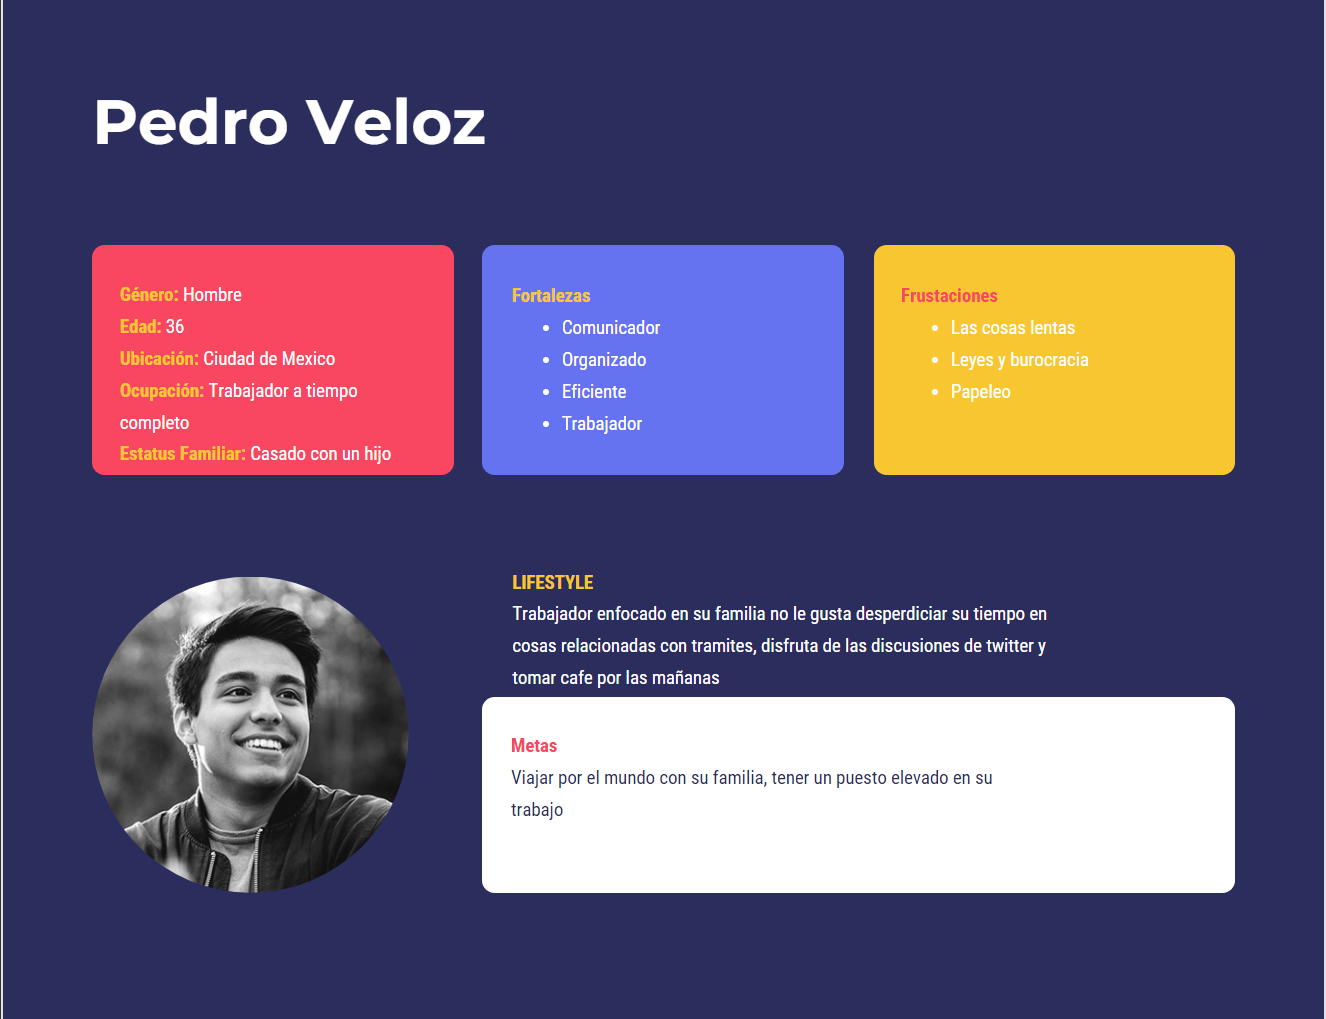 Pedro Veloz
Género: Hombre
Edad: 36
Ubicación: Ciudad de Mexico
Ocupación: Trabajador a tiempo
completo
Estatus Familiar: Casado con un hijo
Fortalezas
• Comunicador
• Organizado
• Eficiente
• Trabajador
Frustaciones
• Las cosas lentas
• Leyes y burocracia
• Papeleo
LIFESTYLE
Trabajador enfocado en su familia no le gusta desperdiciar su tiempo en
cosas relacionadas con tramites, disfruta de las discusiones de twitter y
tomar cafe por las mañanas
Metas
Viajar por el mundo con su familia, tener un puesto elevado en su
trabajo